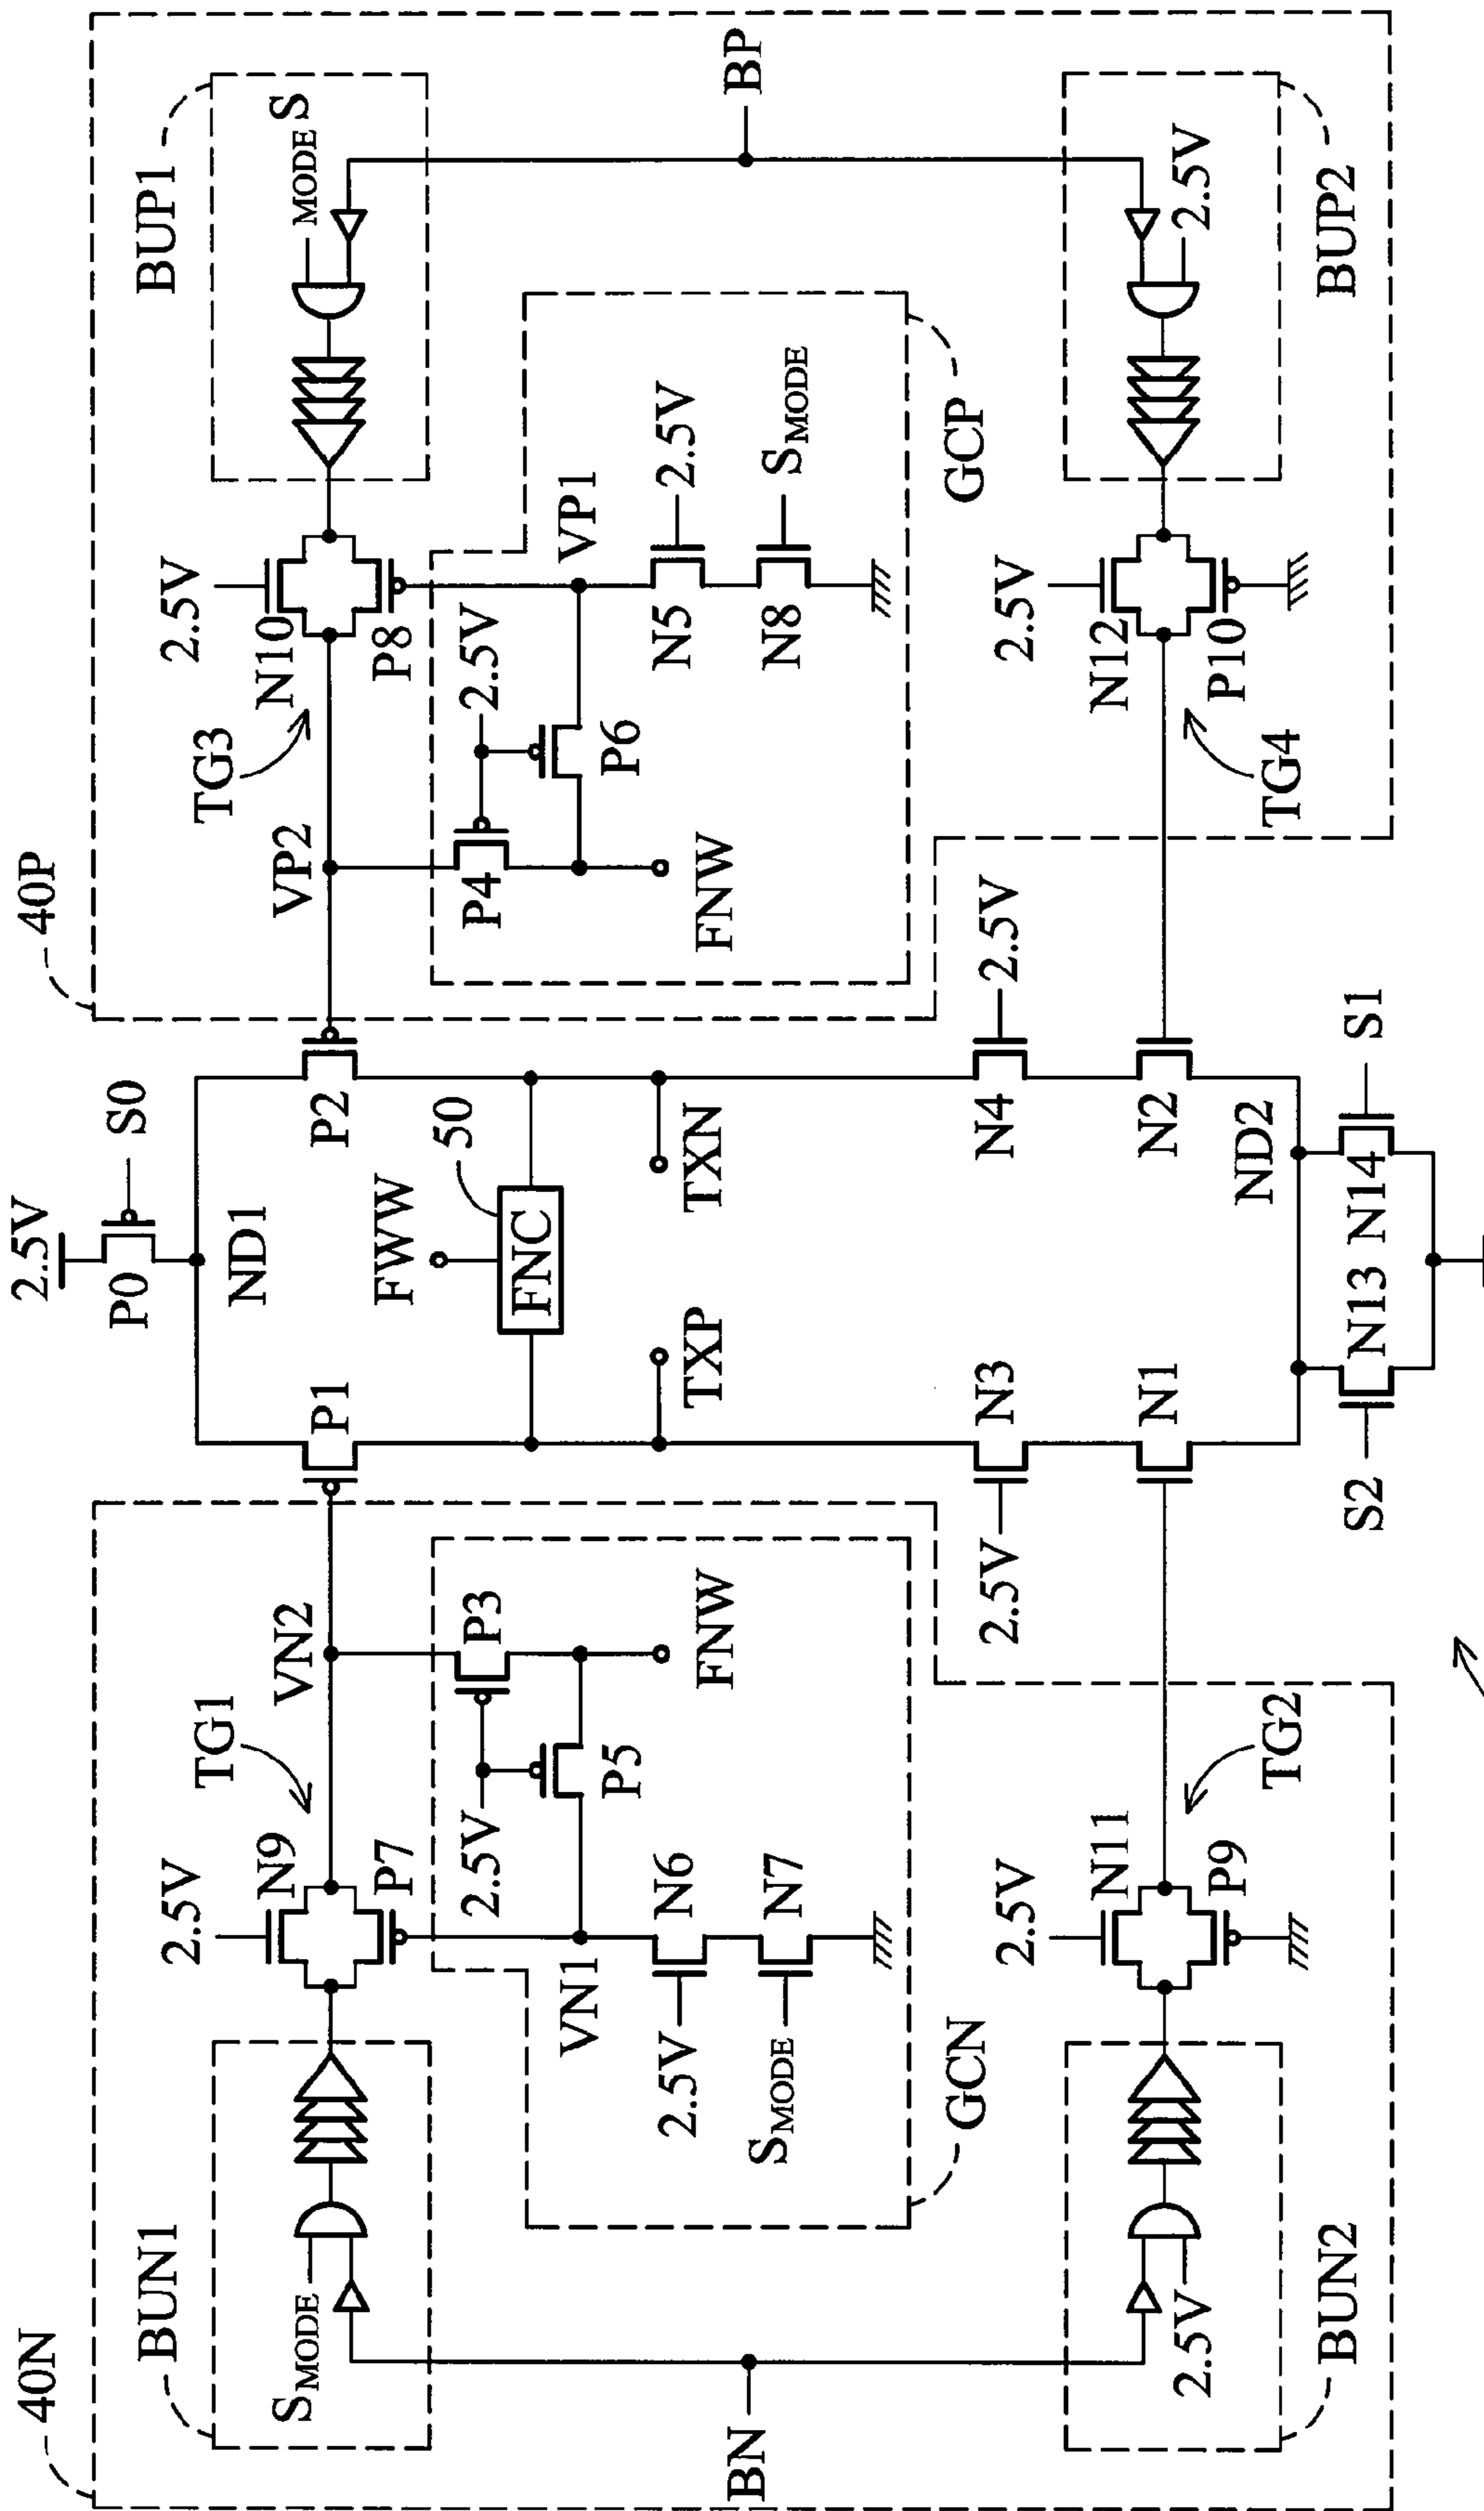 40N
BUN1
S_MODE
BN
2.5V
BUN2
2.5V
N9
P7
TG1
VN2
2.5V
P3
P5
VN1
FNW
2.5V
N6
S_MODE
N7
GCN
2.5V
N11
P9
TG2
2.5V
P0
S0
ND1
P1
P2
FWW
50
FNC
TXP
TXN
2.5V
N3
N4
2.5V
N1
N2
ND2
S2
N13
N14
S1
40P
VP2
TG3
2.5V
N10
P8
BUP1
MODE S
2.5V
P4
P6
VP1
FNW
N5
2.5V
N8
S_MODE
GCP
BP
2.5V
N12
P10
TG4
2.5V
BUP2